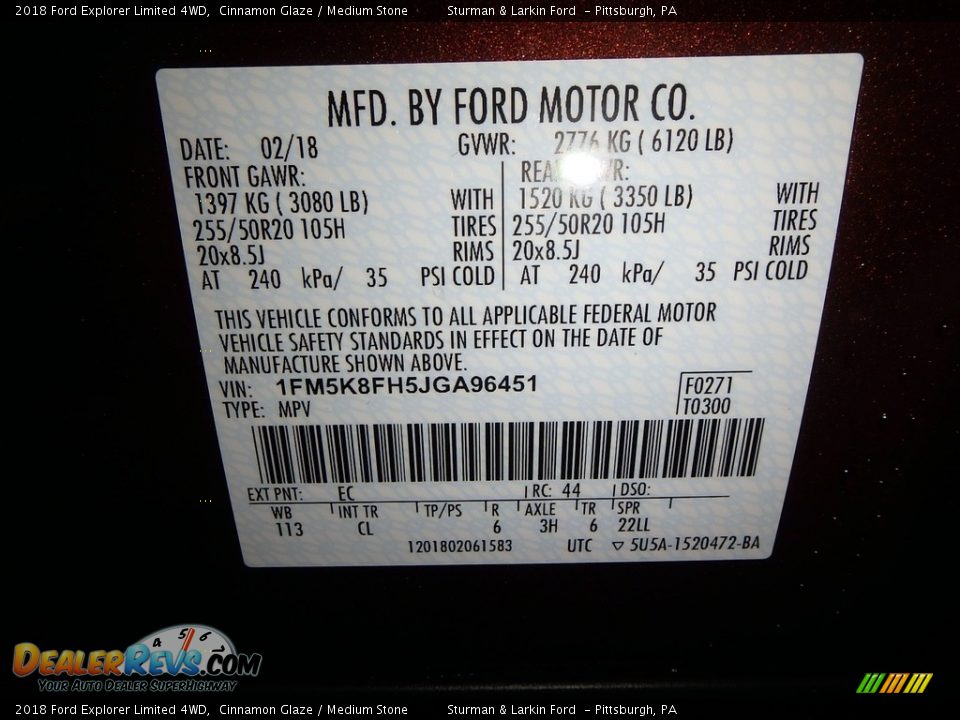 2018 Ford Explorer Limited 4WD, Cinnamon Glaze / Medium Stone Sturman & Larkin Ford - Pittsburgh, PA
MFD. BY FORD MOTOR CO.
DATE: 02/18 GVWR: 2776 KG ( 6120 LB)
FRONT GAWR: REAR GAWR:
1397 KG ( 3080 LB) WITH 1520 KG ( 3350 LB) WITH
255/50R20 105H TIRES 255/50R20 105H TIRES
20x8.5J RIMS 20x8.5J RIMS
AT 240 kPa/ 35 PSI COLD AT 240 kPa/ 35 PSI COLD
THIS VEHICLE CONFORMS TO ALL APPLICABLE FEDERAL MOTOR
VEHICLE SAFETY STANDARDS IN EFFECT ON THE DATE OF
MANUFACTURE SHOWN ABOVE.
VIN: 1FM5K8FH5JGA96451 F0271
TYPE: MPV T0300
EXT PNT: EC RC: 44 DSO:
WB INT TR TP/PS R AXLE TR SPR
113 CL 6 3H 6 22LL
1201802061583 UTC ▽ 5U5A-1520472-BA
4 5 6
DEALERREVS.COM
Your Auto Dealer SuperHighway
2018 Ford Explorer Limited 4WD, Cinnamon Glaze / Medium Stone Sturman & Larkin Ford - Pittsburgh, PA